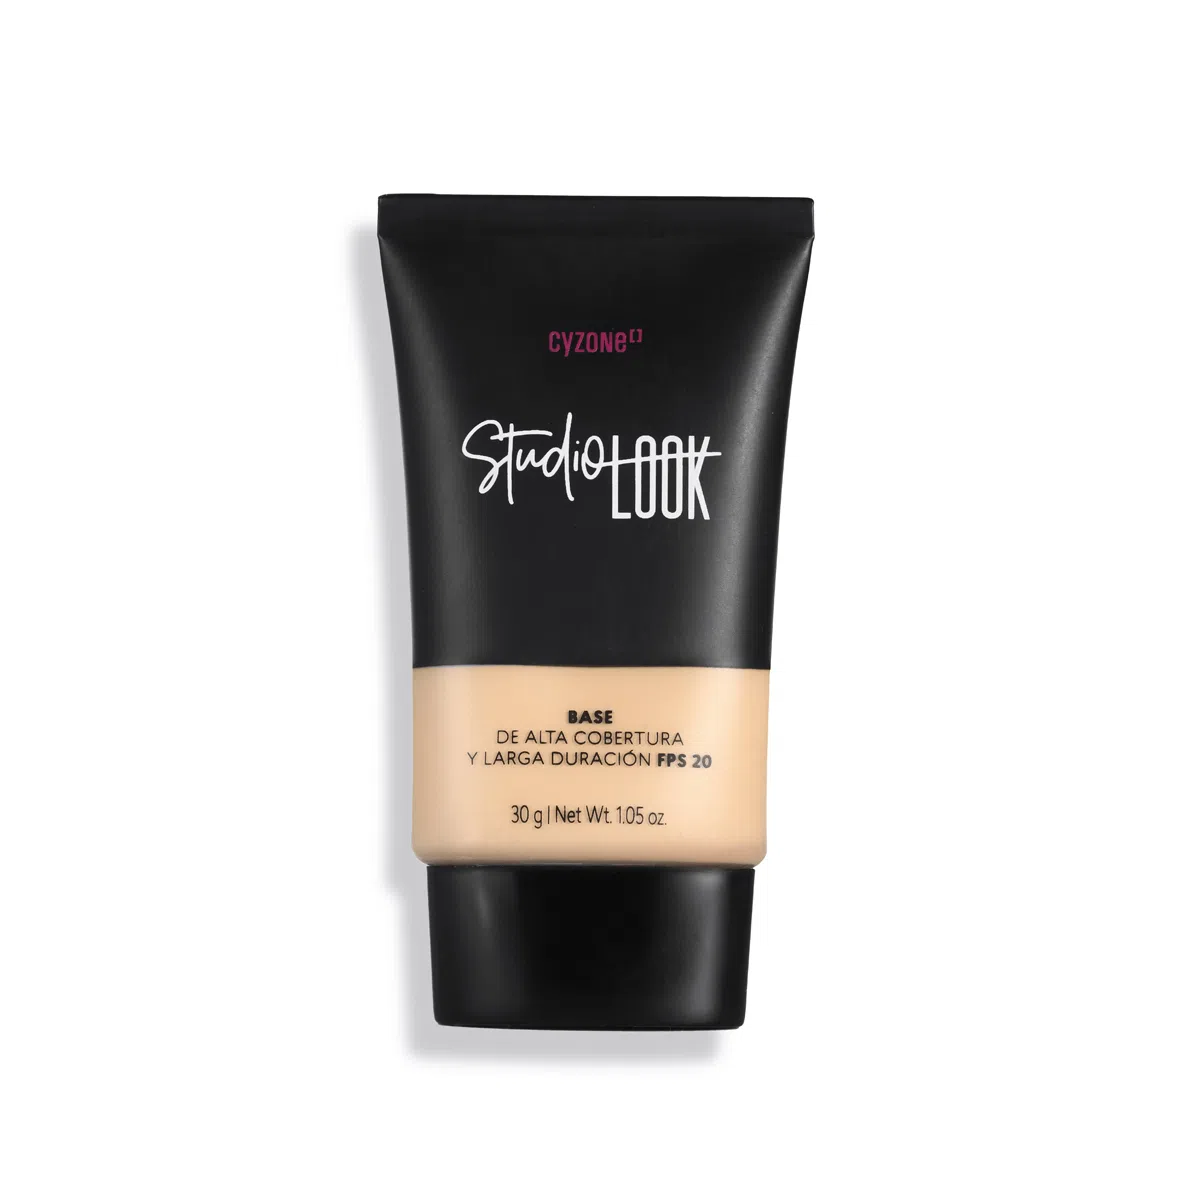 cyzone[]
Studio LOOK
BASE
DE ALTA COBERTURA
Y LARGA DURACIÓN FPS 20
30 g | Net Wt. 1.05 oz.